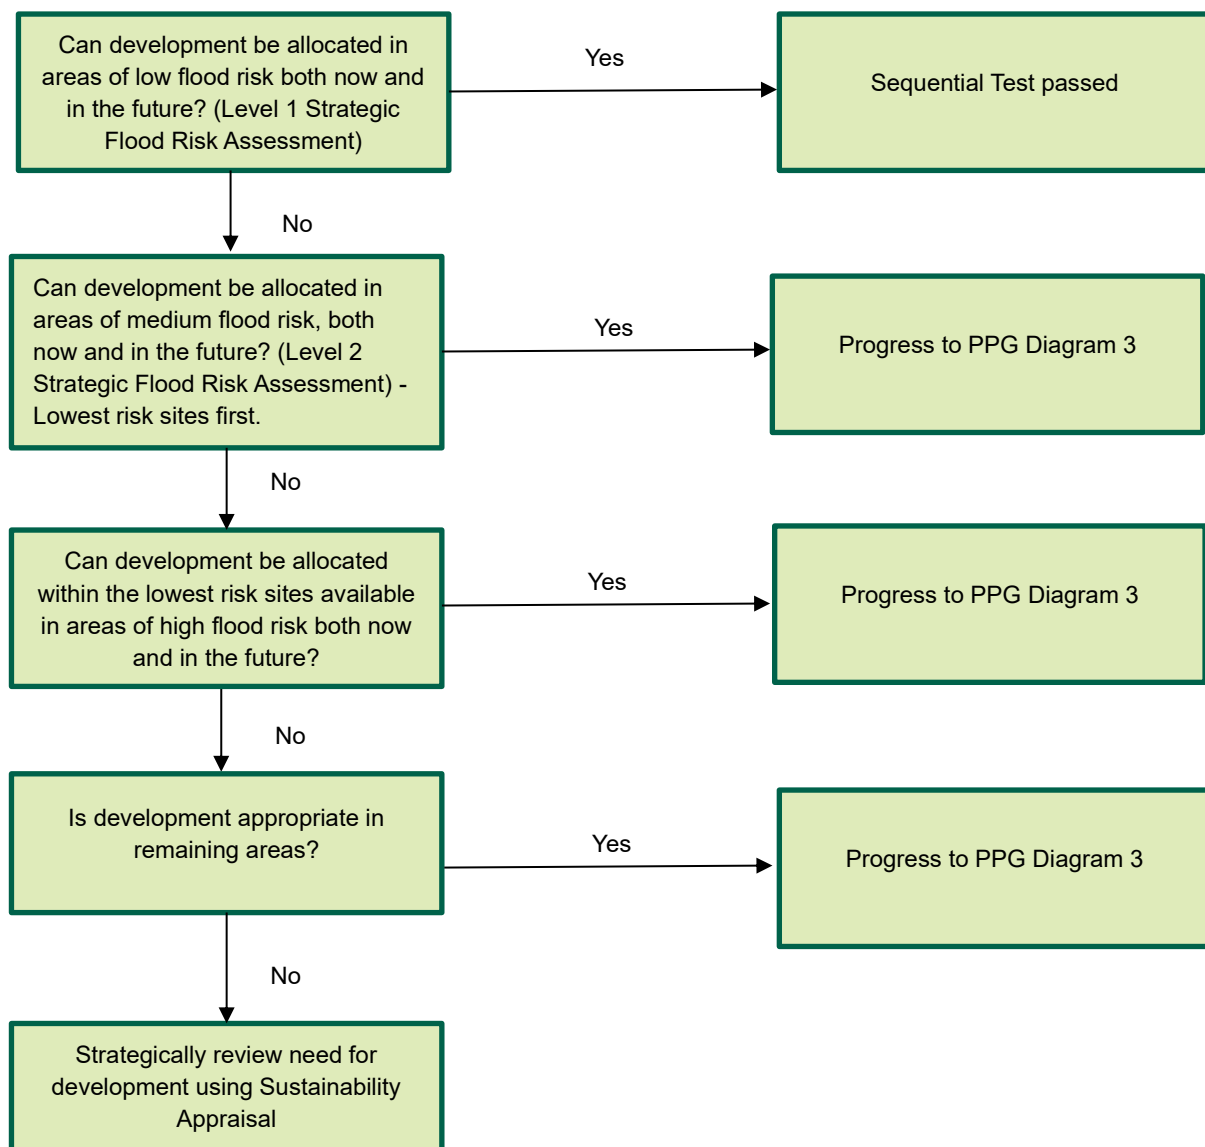 Can development be allocated in
areas of low flood risk both now and
in the future? (Level 1 Strategic
Flood Risk Assessment)
Yes
Sequential Test passed
No
Can development be allocated in
areas of medium flood risk, both
now and in the future? (Level 2
Strategic Flood Risk Assessment) -
Lowest risk sites first.
Yes
Progress to PPG Diagram 3
No
Can development be allocated
within the lowest risk sites available
in areas of high flood risk both now
and in the future?
Yes
Progress to PPG Diagram 3
No
Is development appropriate in
remaining areas?
Yes
Progress to PPG Diagram 3
No
Strategically review need for
development using Sustainability
Appraisal